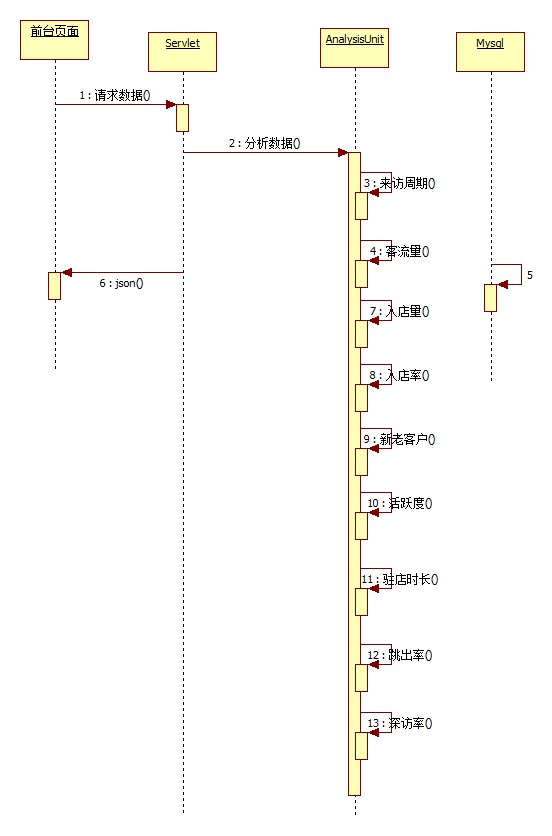 前台页面
Servlet
AnalysisUnit
Mysql
1 : 请求数据()
2 : 分析数据()
3 : 来访周期()
4 : 客流量()
5
6 : json()
7 : 入店量()
8 : 入店率()
9 : 新老客户()
10 : 活跃度()
11 : 驻店时长()
12 : 跳出率()
13 : 深访率()